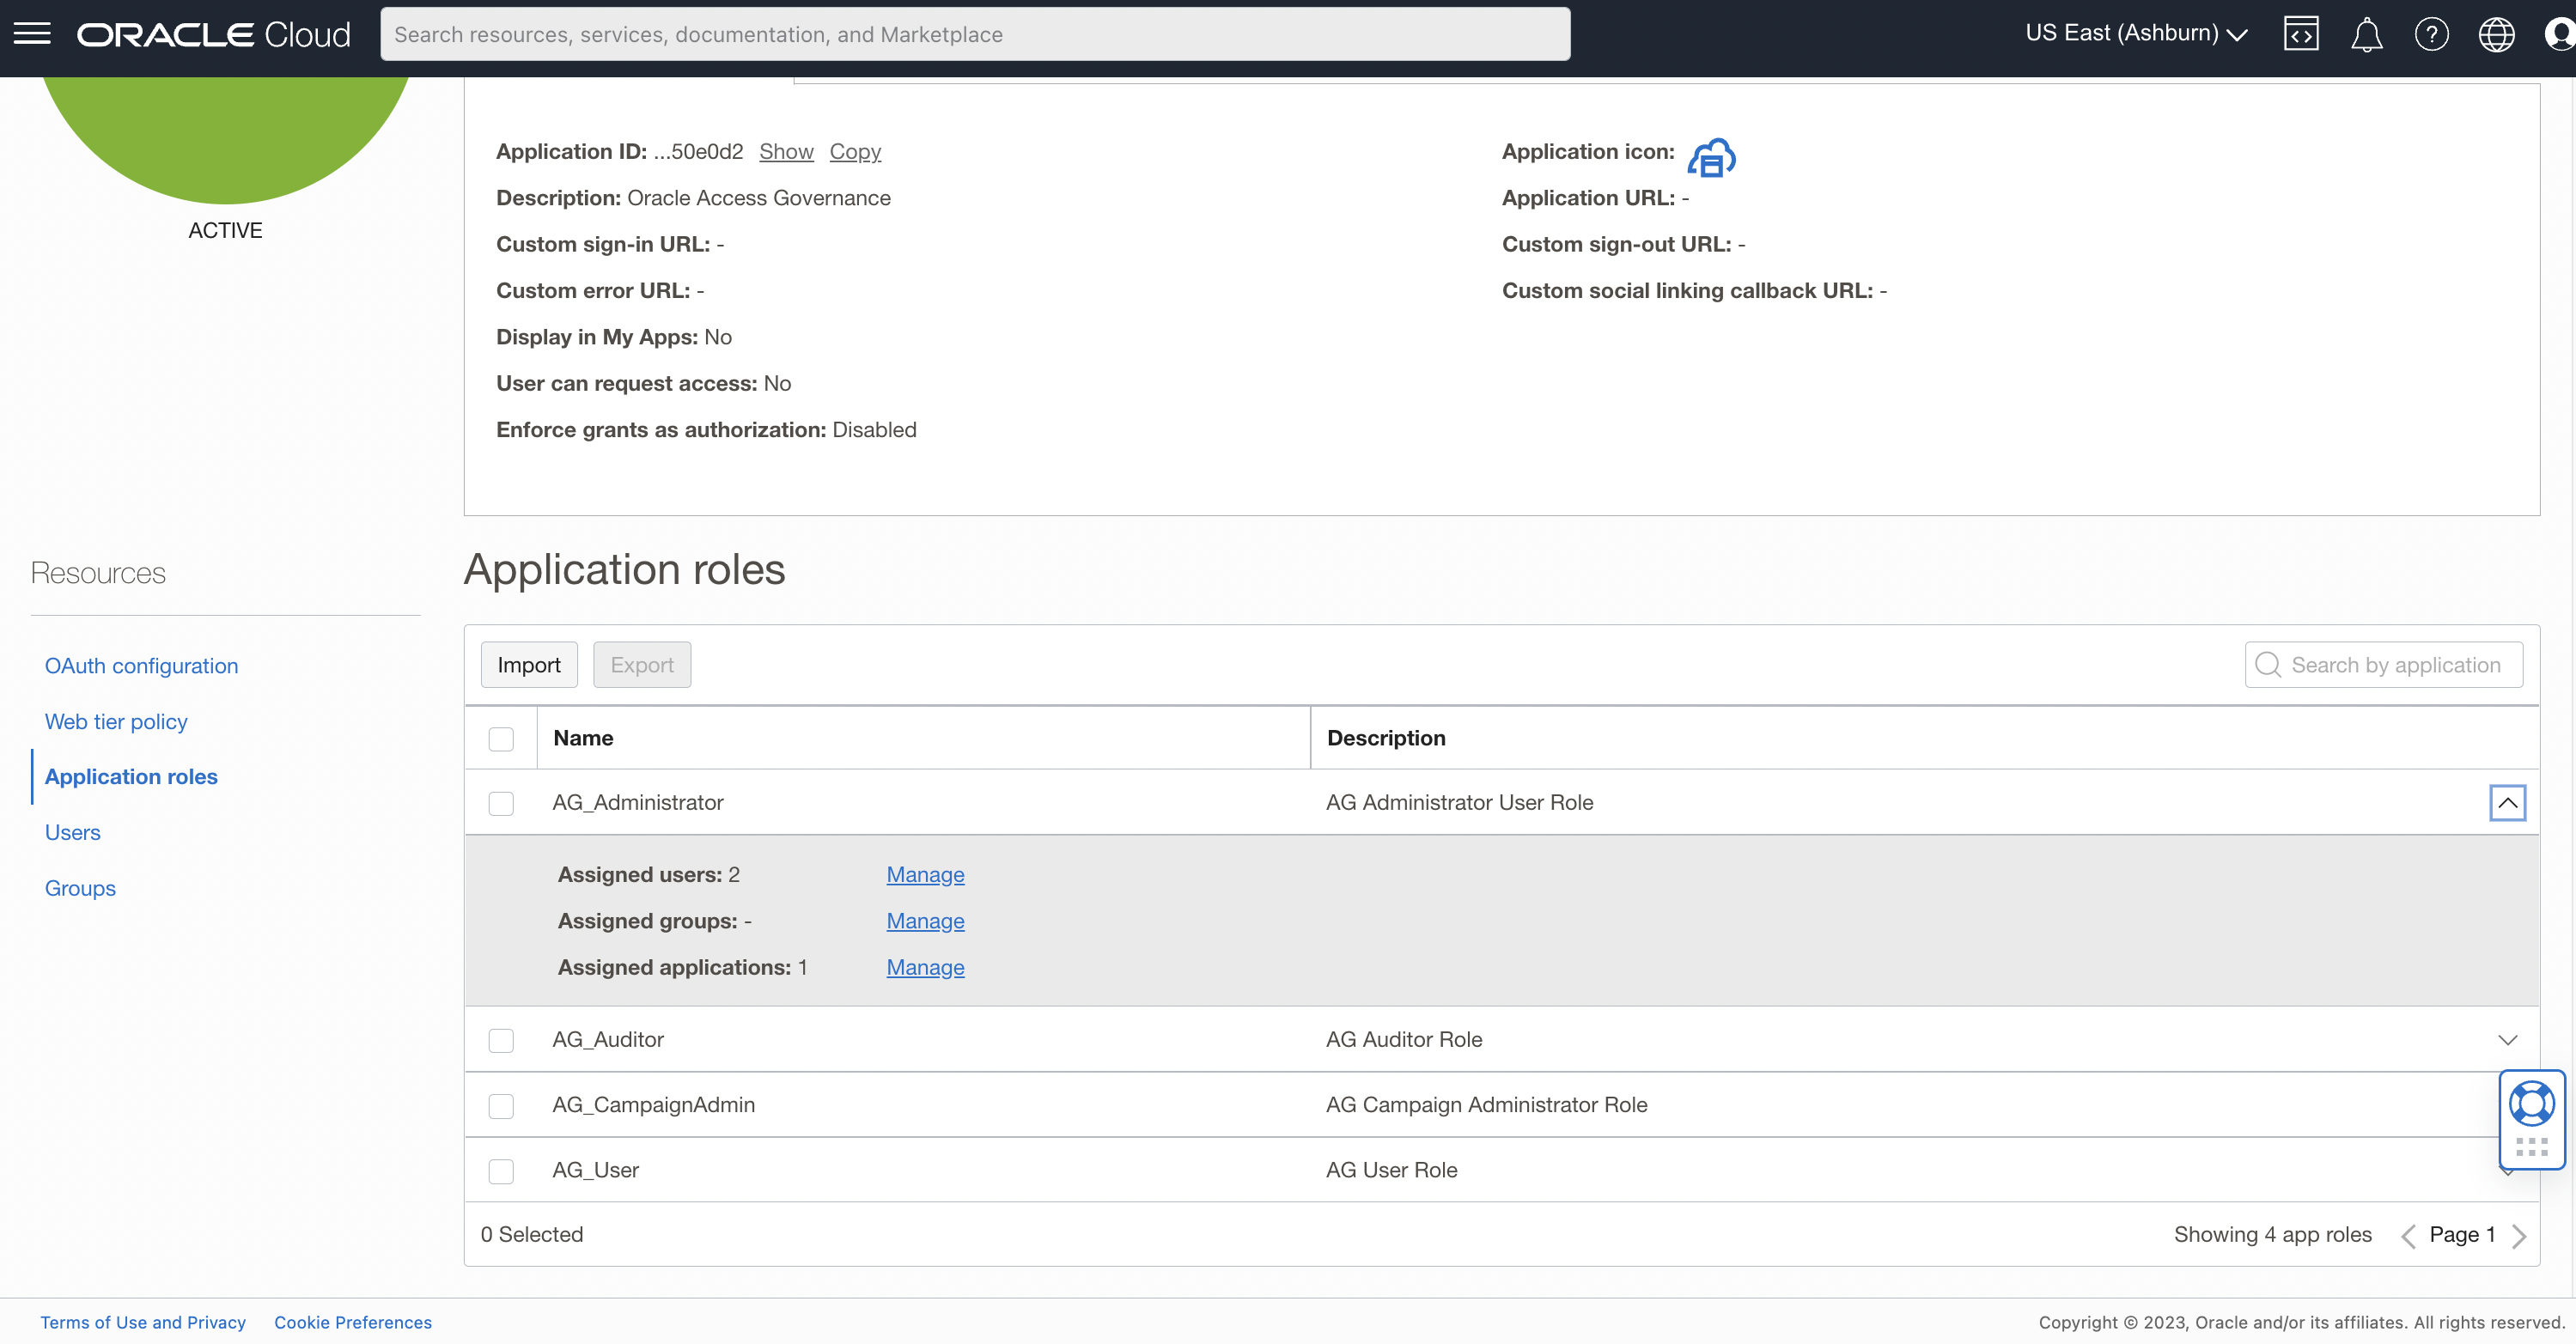 ORACLE Cloud
Search resources, services, documentation, and Marketplace
US East (Ashburn)
Application ID: ...50e0d2 Show Copy
Description: Oracle Access Governance
Custom sign-in URL: -
Custom error URL: -
Display in My Apps: No
User can request access: No
Enforce grants as authorization: Disabled
Application icon:
Application URL: -
Custom sign-out URL: -
Custom social linking callback URL: -
ACTIVE
Resources
OAuth configuration
Web tier policy
Application roles
Users
Groups
Application roles
Import Export
Search by application
Name Description
AG_Administrator AG Administrator User Role
Assigned users: 2 Manage
Assigned groups: - Manage
Assigned applications: 1 Manage
AG_Auditor AG Auditor Role
AG_CampaignAdmin AG Campaign Administrator Role
AG_User AG User Role
0 Selected
Showing 4 app roles Page 1
Terms of Use and Privacy Cookie Preferences
Copyright © 2023, Oracle and/or its affiliates. All rights reserved.